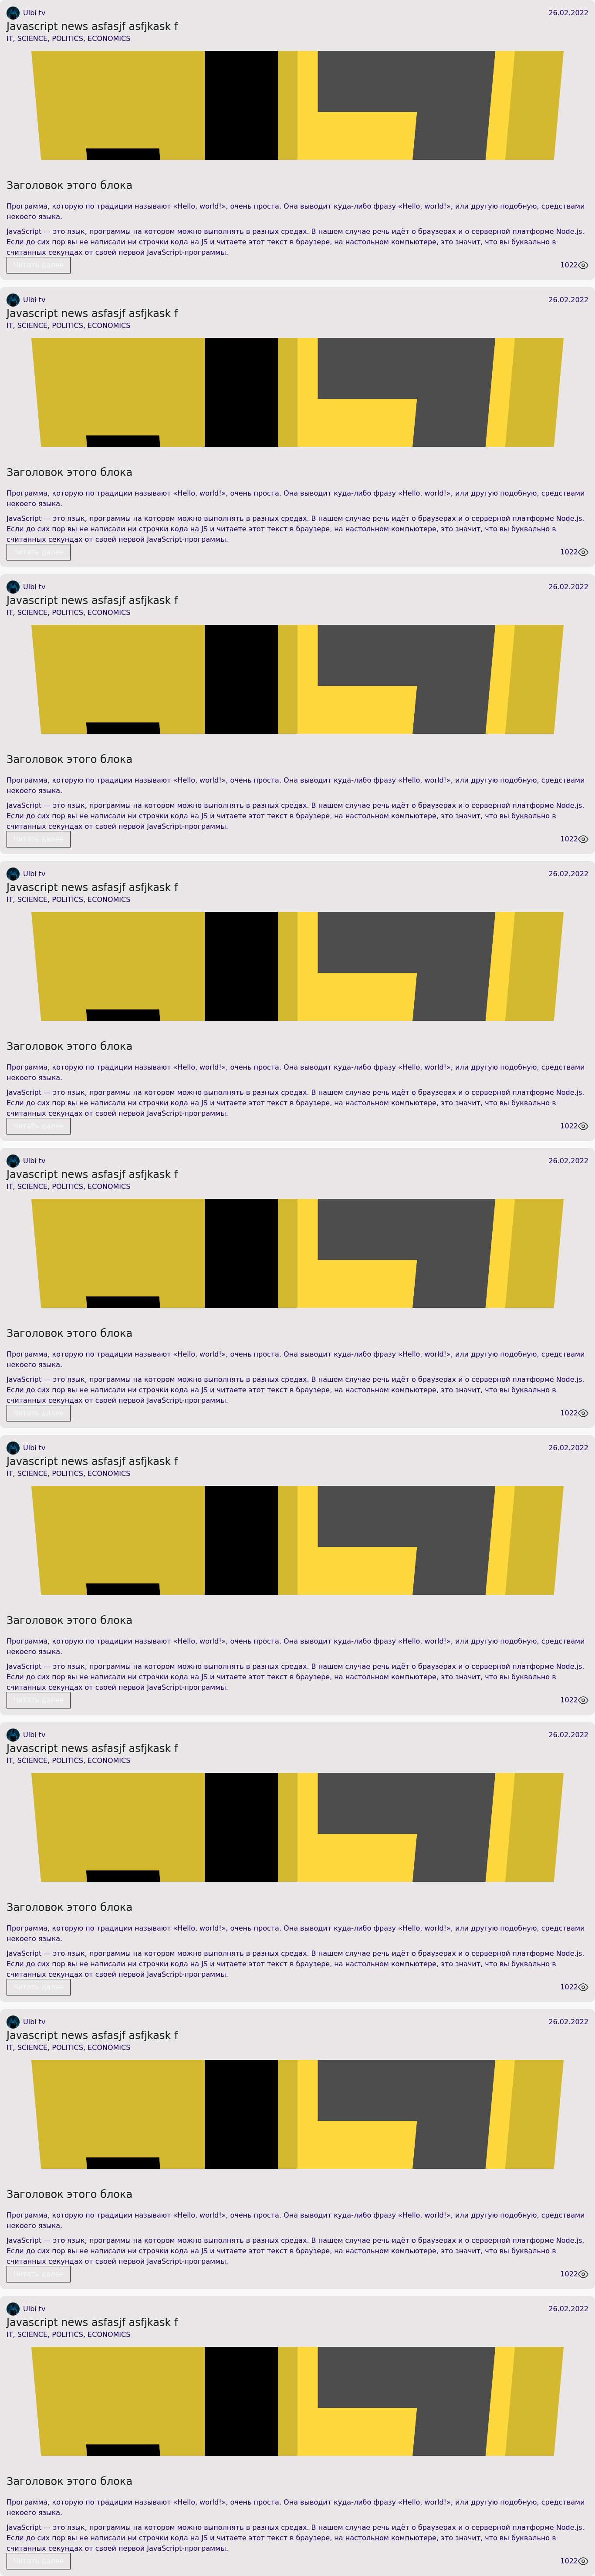 Ulbi tv 26.02.2022
Javascript news asfasjf asfjkask f
IT, SCIENCE, POLITICS, ECONOMICS
Заголовок этого блока
Программа, которую по традиции называют «Hello, world!», очень проста. Она выводит куда-либо фразу «Hello, world!», или другую подобную, средствами
некоего языка.
JavaScript — это язык, программы на котором можно выполнять в разных средах. В нашем случае речь идёт о браузерах и о серверной платформе Node.js.
Если до сих пор вы не написали ни строчки кода на JS и читаете этот текст в браузере, на настольном компьютере, это значит, что вы буквально в
считанных секундах от своей первой JavaScript-программы.
1022
Ulbi tv 26.02.2022
Javascript news asfasjf asfjkask f
IT, SCIENCE, POLITICS, ECONOMICS
Заголовок этого блока
Программа, которую по традиции называют «Hello, world!», очень проста. Она выводит куда-либо фразу «Hello, world!», или другую подобную, средствами
некоего языка.
JavaScript — это язык, программы на котором можно выполнять в разных средах. В нашем случае речь идёт о браузерах и о серверной платформе Node.js.
Если до сих пор вы не написали ни строчки кода на JS и читаете этот текст в браузере, на настольном компьютере, это значит, что вы буквально в
считанных секундах от своей первой JavaScript-программы.
1022
Ulbi tv 26.02.2022
Javascript news asfasjf asfjkask f
IT, SCIENCE, POLITICS, ECONOMICS
Заголовок этого блока
Программа, которую по традиции называют «Hello, world!», очень проста. Она выводит куда-либо фразу «Hello, world!», или другую подобную, средствами
некоего языка.
JavaScript — это язык, программы на котором можно выполнять в разных средах. В нашем случае речь идёт о браузерах и о серверной платформе Node.js.
Если до сих пор вы не написали ни строчки кода на JS и читаете этот текст в браузере, на настольном компьютере, это значит, что вы буквально в
считанных секундах от своей первой JavaScript-программы.
1022
Ulbi tv 26.02.2022
Javascript news asfasjf asfjkask f
IT, SCIENCE, POLITICS, ECONOMICS
Заголовок этого блока
Программа, которую по традиции называют «Hello, world!», очень проста. Она выводит куда-либо фразу «Hello, world!», или другую подобную, средствами
некоего языка.
JavaScript — это язык, программы на котором можно выполнять в разных средах. В нашем случае речь идёт о браузерах и о серверной платформе Node.js.
Если до сих пор вы не написали ни строчки кода на JS и читаете этот текст в браузере, на настольном компьютере, это значит, что вы буквально в
считанных секундах от своей первой JavaScript-программы.
1022
Ulbi tv 26.02.2022
Javascript news asfasjf asfjkask f
IT, SCIENCE, POLITICS, ECONOMICS
Заголовок этого блока
Программа, которую по традиции называют «Hello, world!», очень проста. Она выводит куда-либо фразу «Hello, world!», или другую подобную, средствами
некоего языка.
JavaScript — это язык, программы на котором можно выполнять в разных средах. В нашем случае речь идёт о браузерах и о серверной платформе Node.js.
Если до сих пор вы не написали ни строчки кода на JS и читаете этот текст в браузере, на настольном компьютере, это значит, что вы буквально в
считанных секундах от своей первой JavaScript-программы.
1022
Ulbi tv 26.02.2022
Javascript news asfasjf asfjkask f
IT, SCIENCE, POLITICS, ECONOMICS
Заголовок этого блока
Программа, которую по традиции называют «Hello, world!», очень проста. Она выводит куда-либо фразу «Hello, world!», или другую подобную, средствами
некоего языка.
JavaScript — это язык, программы на котором можно выполнять в разных средах. В нашем случае речь идёт о браузерах и о серверной платформе Node.js.
Если до сих пор вы не написали ни строчки кода на JS и читаете этот текст в браузере, на настольном компьютере, это значит, что вы буквально в
считанных секундах от своей первой JavaScript-программы.
1022
Ulbi tv 26.02.2022
Javascript news asfasjf asfjkask f
IT, SCIENCE, POLITICS, ECONOMICS
Заголовок этого блока
Программа, которую по традиции называют «Hello, world!», очень проста. Она выводит куда-либо фразу «Hello, world!», или другую подобную, средствами
некоего языка.
JavaScript — это язык, программы на котором можно выполнять в разных средах. В нашем случае речь идёт о браузерах и о серверной платформе Node.js.
Если до сих пор вы не написали ни строчки кода на JS и читаете этот текст в браузере, на настольном компьютере, это значит, что вы буквально в
считанных секундах от своей первой JavaScript-программы.
1022
Ulbi tv 26.02.2022
Javascript news asfasjf asfjkask f
IT, SCIENCE, POLITICS, ECONOMICS
Заголовок этого блока
Программа, которую по традиции называют «Hello, world!», очень проста. Она выводит куда-либо фразу «Hello, world!», или другую подобную, средствами
некоего языка.
JavaScript — это язык, программы на котором можно выполнять в разных средах. В нашем случае речь идёт о браузерах и о серверной платформе Node.js.
Если до сих пор вы не написали ни строчки кода на JS и читаете этот текст в браузере, на настольном компьютере, это значит, что вы буквально в
считанных секундах от своей первой JavaScript-программы.
1022
Ulbi tv 26.02.2022
Javascript news asfasjf asfjkask f
IT, SCIENCE, POLITICS, ECONOMICS
Заголовок этого блока
Программа, которую по традиции называют «Hello, world!», очень проста. Она выводит куда-либо фразу «Hello, world!», или другую подобную, средствами
некоего языка.
JavaScript — это язык, программы на котором можно выполнять в разных средах. В нашем случае речь идёт о браузерах и о серверной платформе Node.js.
Если до сих пор вы не написали ни строчки кода на JS и читаете этот текст в браузере, на настольном компьютере, это значит, что вы буквально в
считанных секундах от своей первой JavaScript-программы.
1022